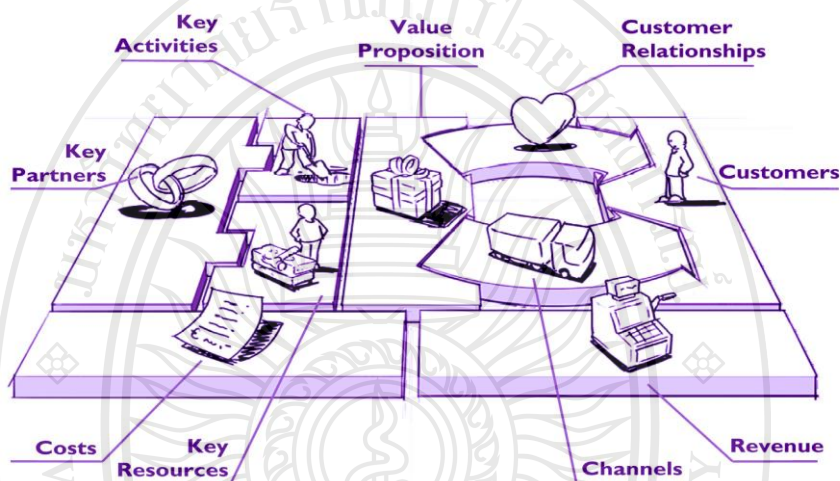 Key
Activities
Value
Proposition
Customer
Relationships
Key
Partners
Customers
Costs
Key
Resources
Channels
Revenue